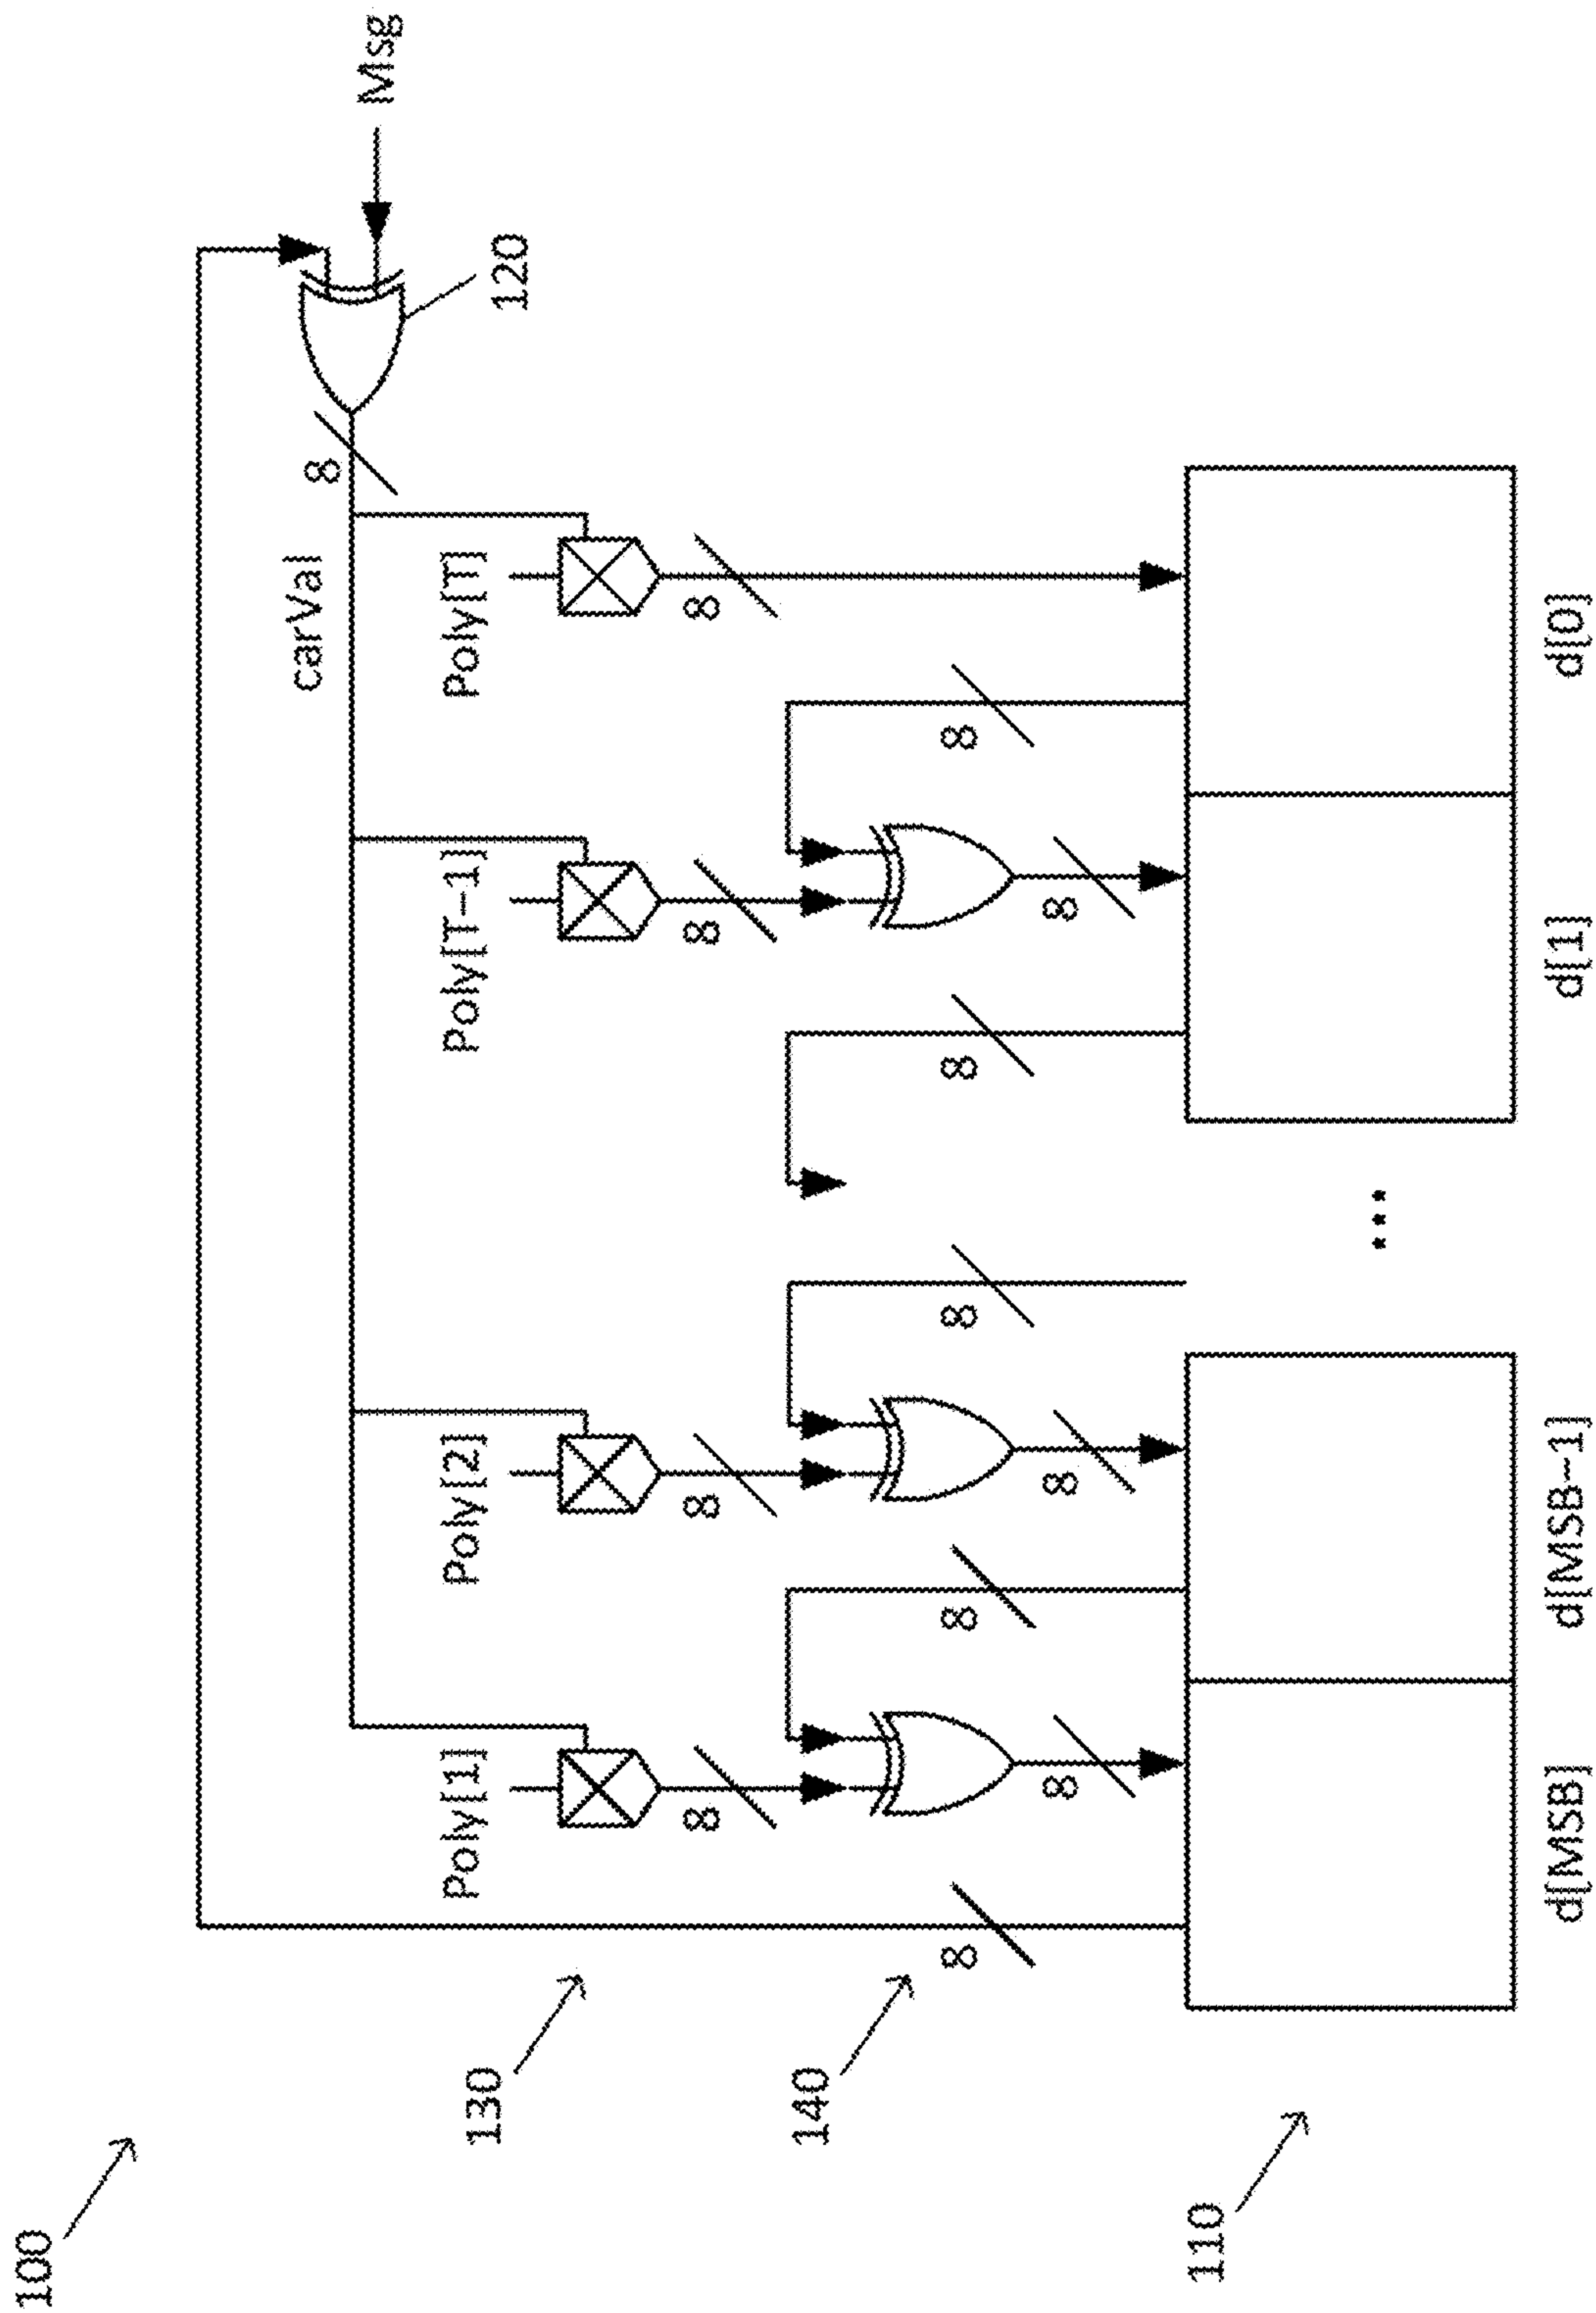 100
Msg
120
8
carVal
Poly[1]
Poly[2]
Poly[T-1]
Poly[T]
130
8
8
8
8
140
8
8
8
8
8
8
8
8
110
d[MSB]
d[MSB-1]
d[1]
d[0]